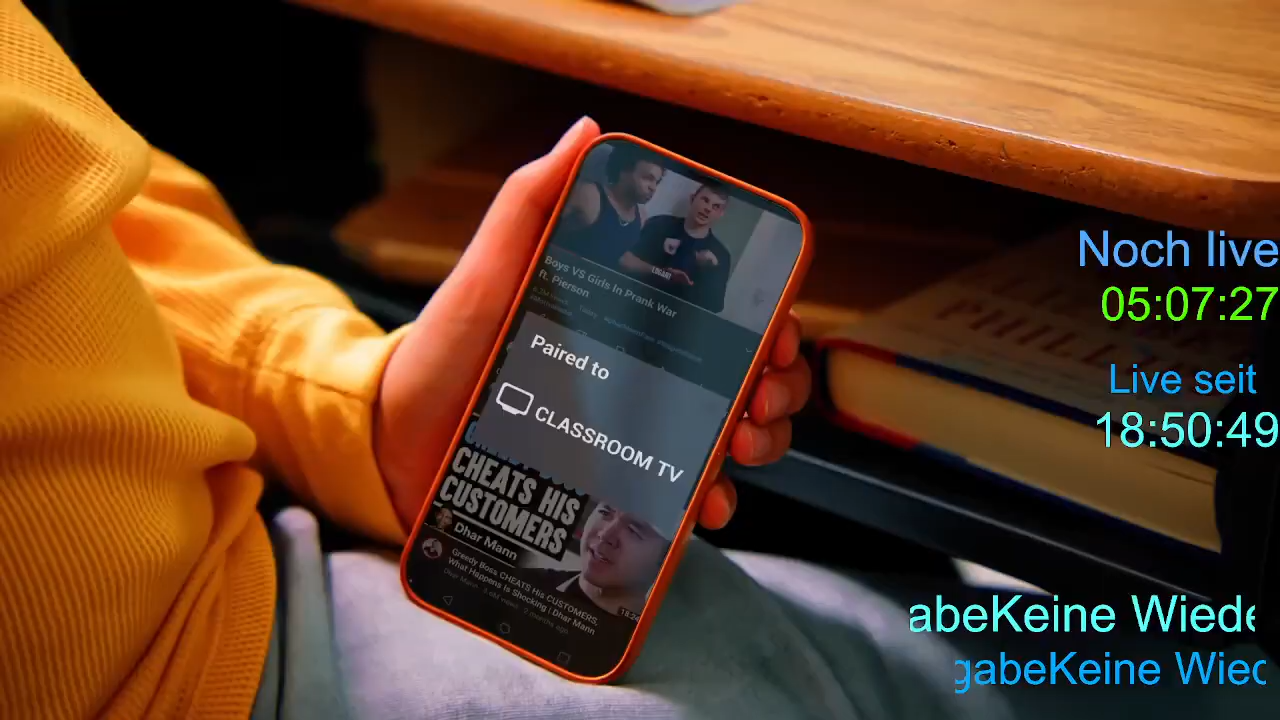 Boys VS Girls In Prank War
ft. Pierson
Paired to
CLASSROOM TV
CHEATS HIS
CUSTOMERS
Dhar Mann
Greedy Boss CHEATS His CUSTOMERS,
What Happens Is Shocking | Dhar Mann
Noch live
05:07:27
Live seit
18:50:49
abeKeine Wiede
gabeKeine Wied